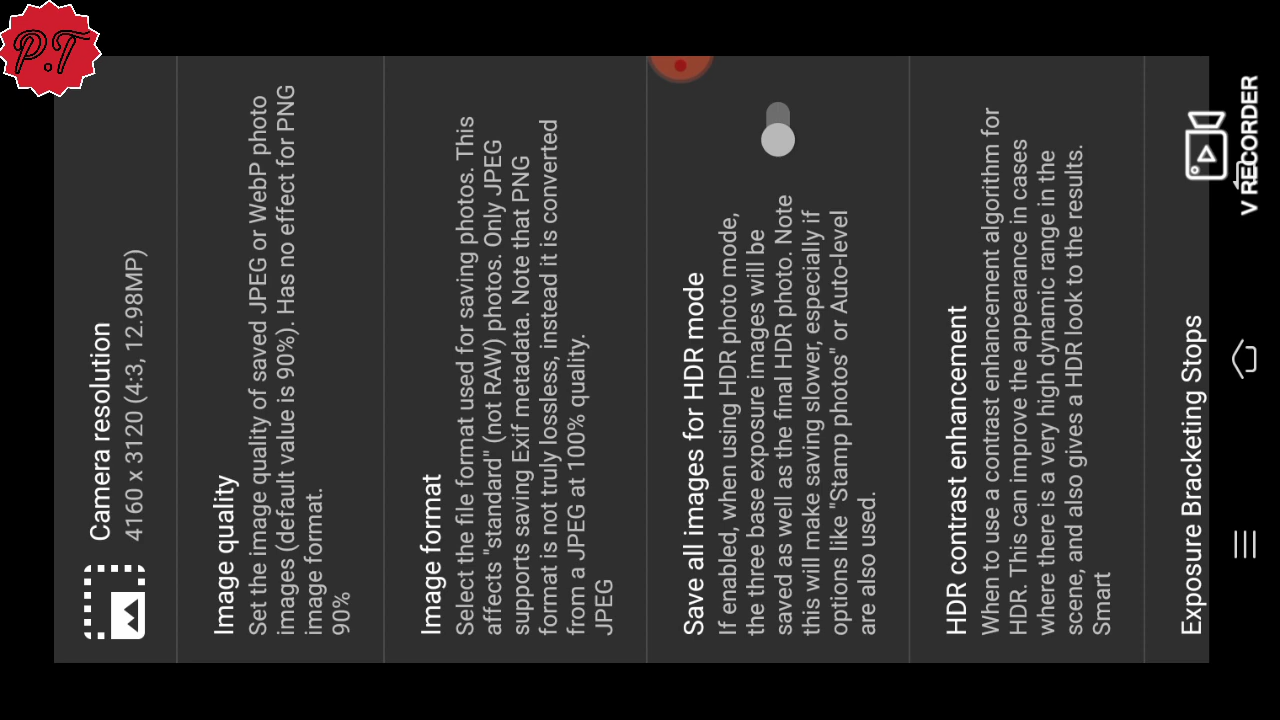 P.T
Camera resolution
4160 x 3120 (4:3, 12.98MP)
Image quality
Set the image quality of saved JPEG or WebP photo
images (default value is 90%). Has no effect for PNG
image format.
90%
Image format
Select the file format used for saving photos. This
affects "standard" (not RAW) photos. Only JPEG
supports saving Exif metadata. Note that PNG
format is not truly lossless, instead it is converted
from a JPEG at 100% quality.
JPEG
Save all images for HDR mode
If enabled, when using HDR photo mode,
the three base exposure images will be
saved as well as the final HDR photo. Note
this will make saving slower, especially if
options like "Stamp photos" or Auto-level
are also used.
HDR contrast enhancement
When to use a contrast enhancement algorithm for
HDR. This can improve the appearance in cases
where there is a very high dynamic range in the
scene, and also gives a HDR look to the results.
Smart
Exposure Bracketing Stops
V RECORDER